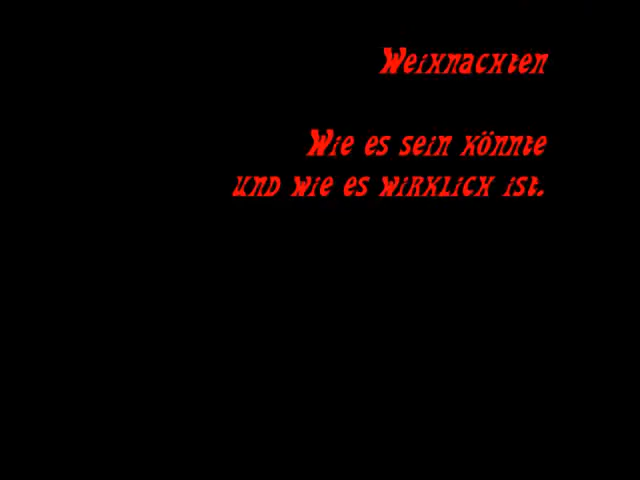 Weihnachten
Wie es sein könnte
und wie es wirklich ist.